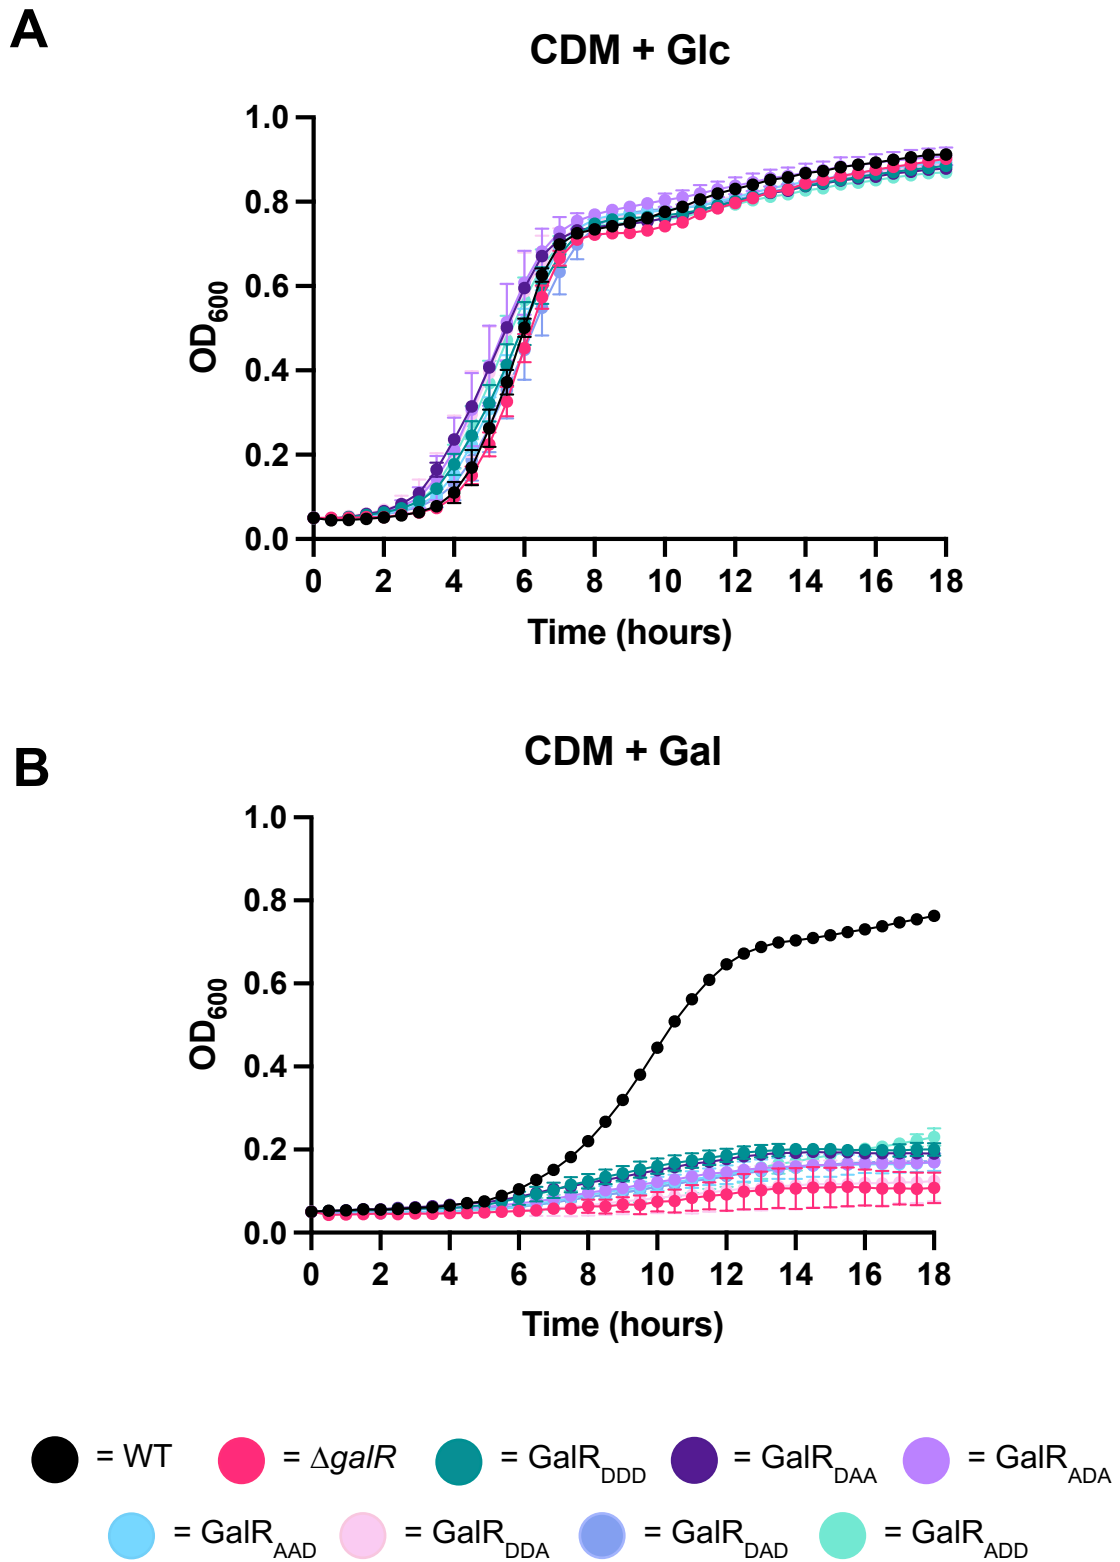 A
CDM + Glc
1.0
0.8
0.6
0.4
0.2
0.0
OD600
0 2 4 6 8 10 12 14 16 18
Time (hours)
B
CDM + Gal
1.0
0.8
0.6
0.4
0.2
0.0
OD600
0 2 4 6 8 10 12 14 16 18
Time (hours)
= WT = ΔgalR = GalRDDD = GalRDAA = GalRADA
= GalRAAD = GalRDDA = GalRDAD = GalRADD